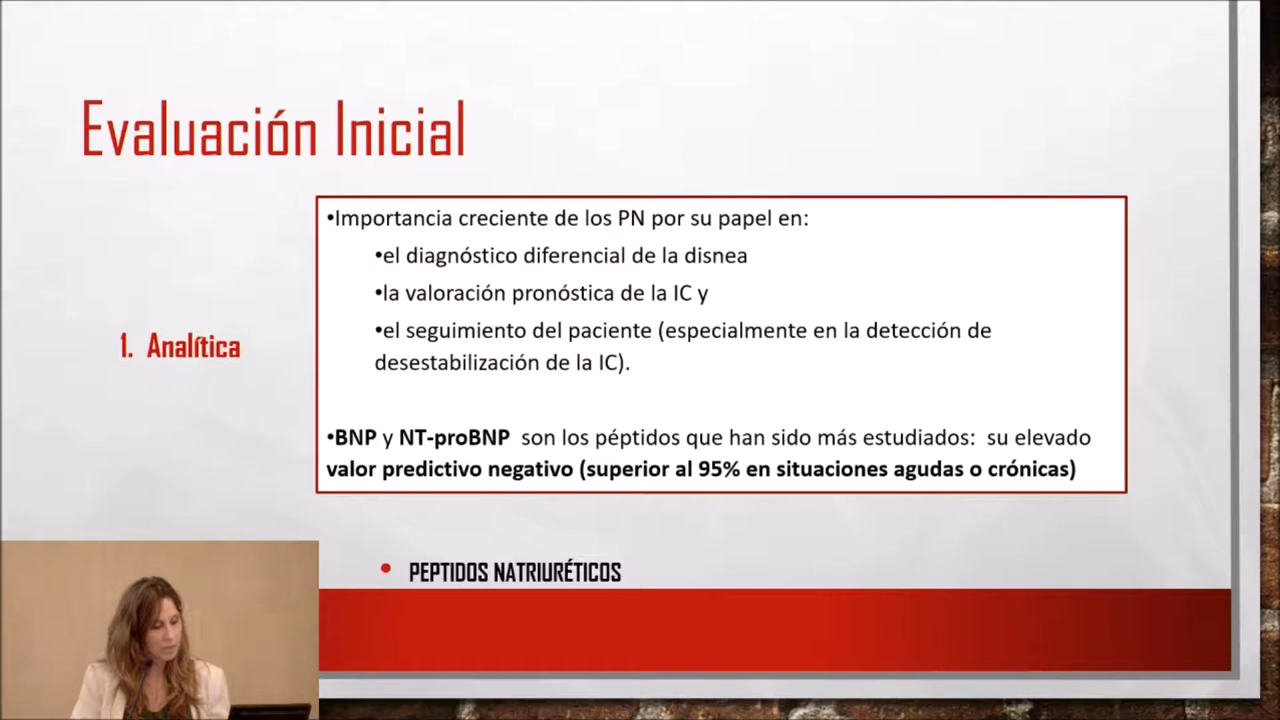 Evaluación Inicial
•Importancia creciente de los PN por su papel en:
•el diagnóstico diferencial de la disnea
•la valoración pronóstica de la IC y
•el seguimiento del paciente (especialmente en la detección de
desestabilización de la IC).
1. Analítica
•BNP y NT-proBNP son los péptidos que han sido más estudiados: su elevado
valor predictivo negativo (superior al 95% en situaciones agudas o crónicas)
• PEPTIDOS NATRIURÉTICOS